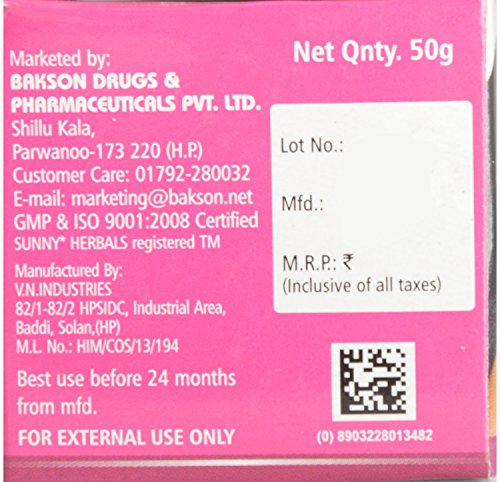 Marketed by:
BAKSON DRUGS &
PHARMACEUTICALS PVT. LTD.
Shillu Kala,
Parwanoo-173 220 (H.P.)
Customer Care: 01792-280032
E-mail: marketing@bakson.net
GMP & ISO 9001:2008 Certified
SUNNY* HERBALS registered TM
Manufactured By:
V.N.INDUSTRIES
82/1-82/2 HPSIDC, Industrial Area,
Baddi, Solan,(HP)
M.L. No.: HIM/COS/13/194
Best use before 24 months
from mfd.
FOR EXTERNAL USE ONLY
Net Qnty. 50g
Lot No.:
Mfd.:
M.R.P.: ₹
(Inclusive of all taxes)
(0) 8903228013482